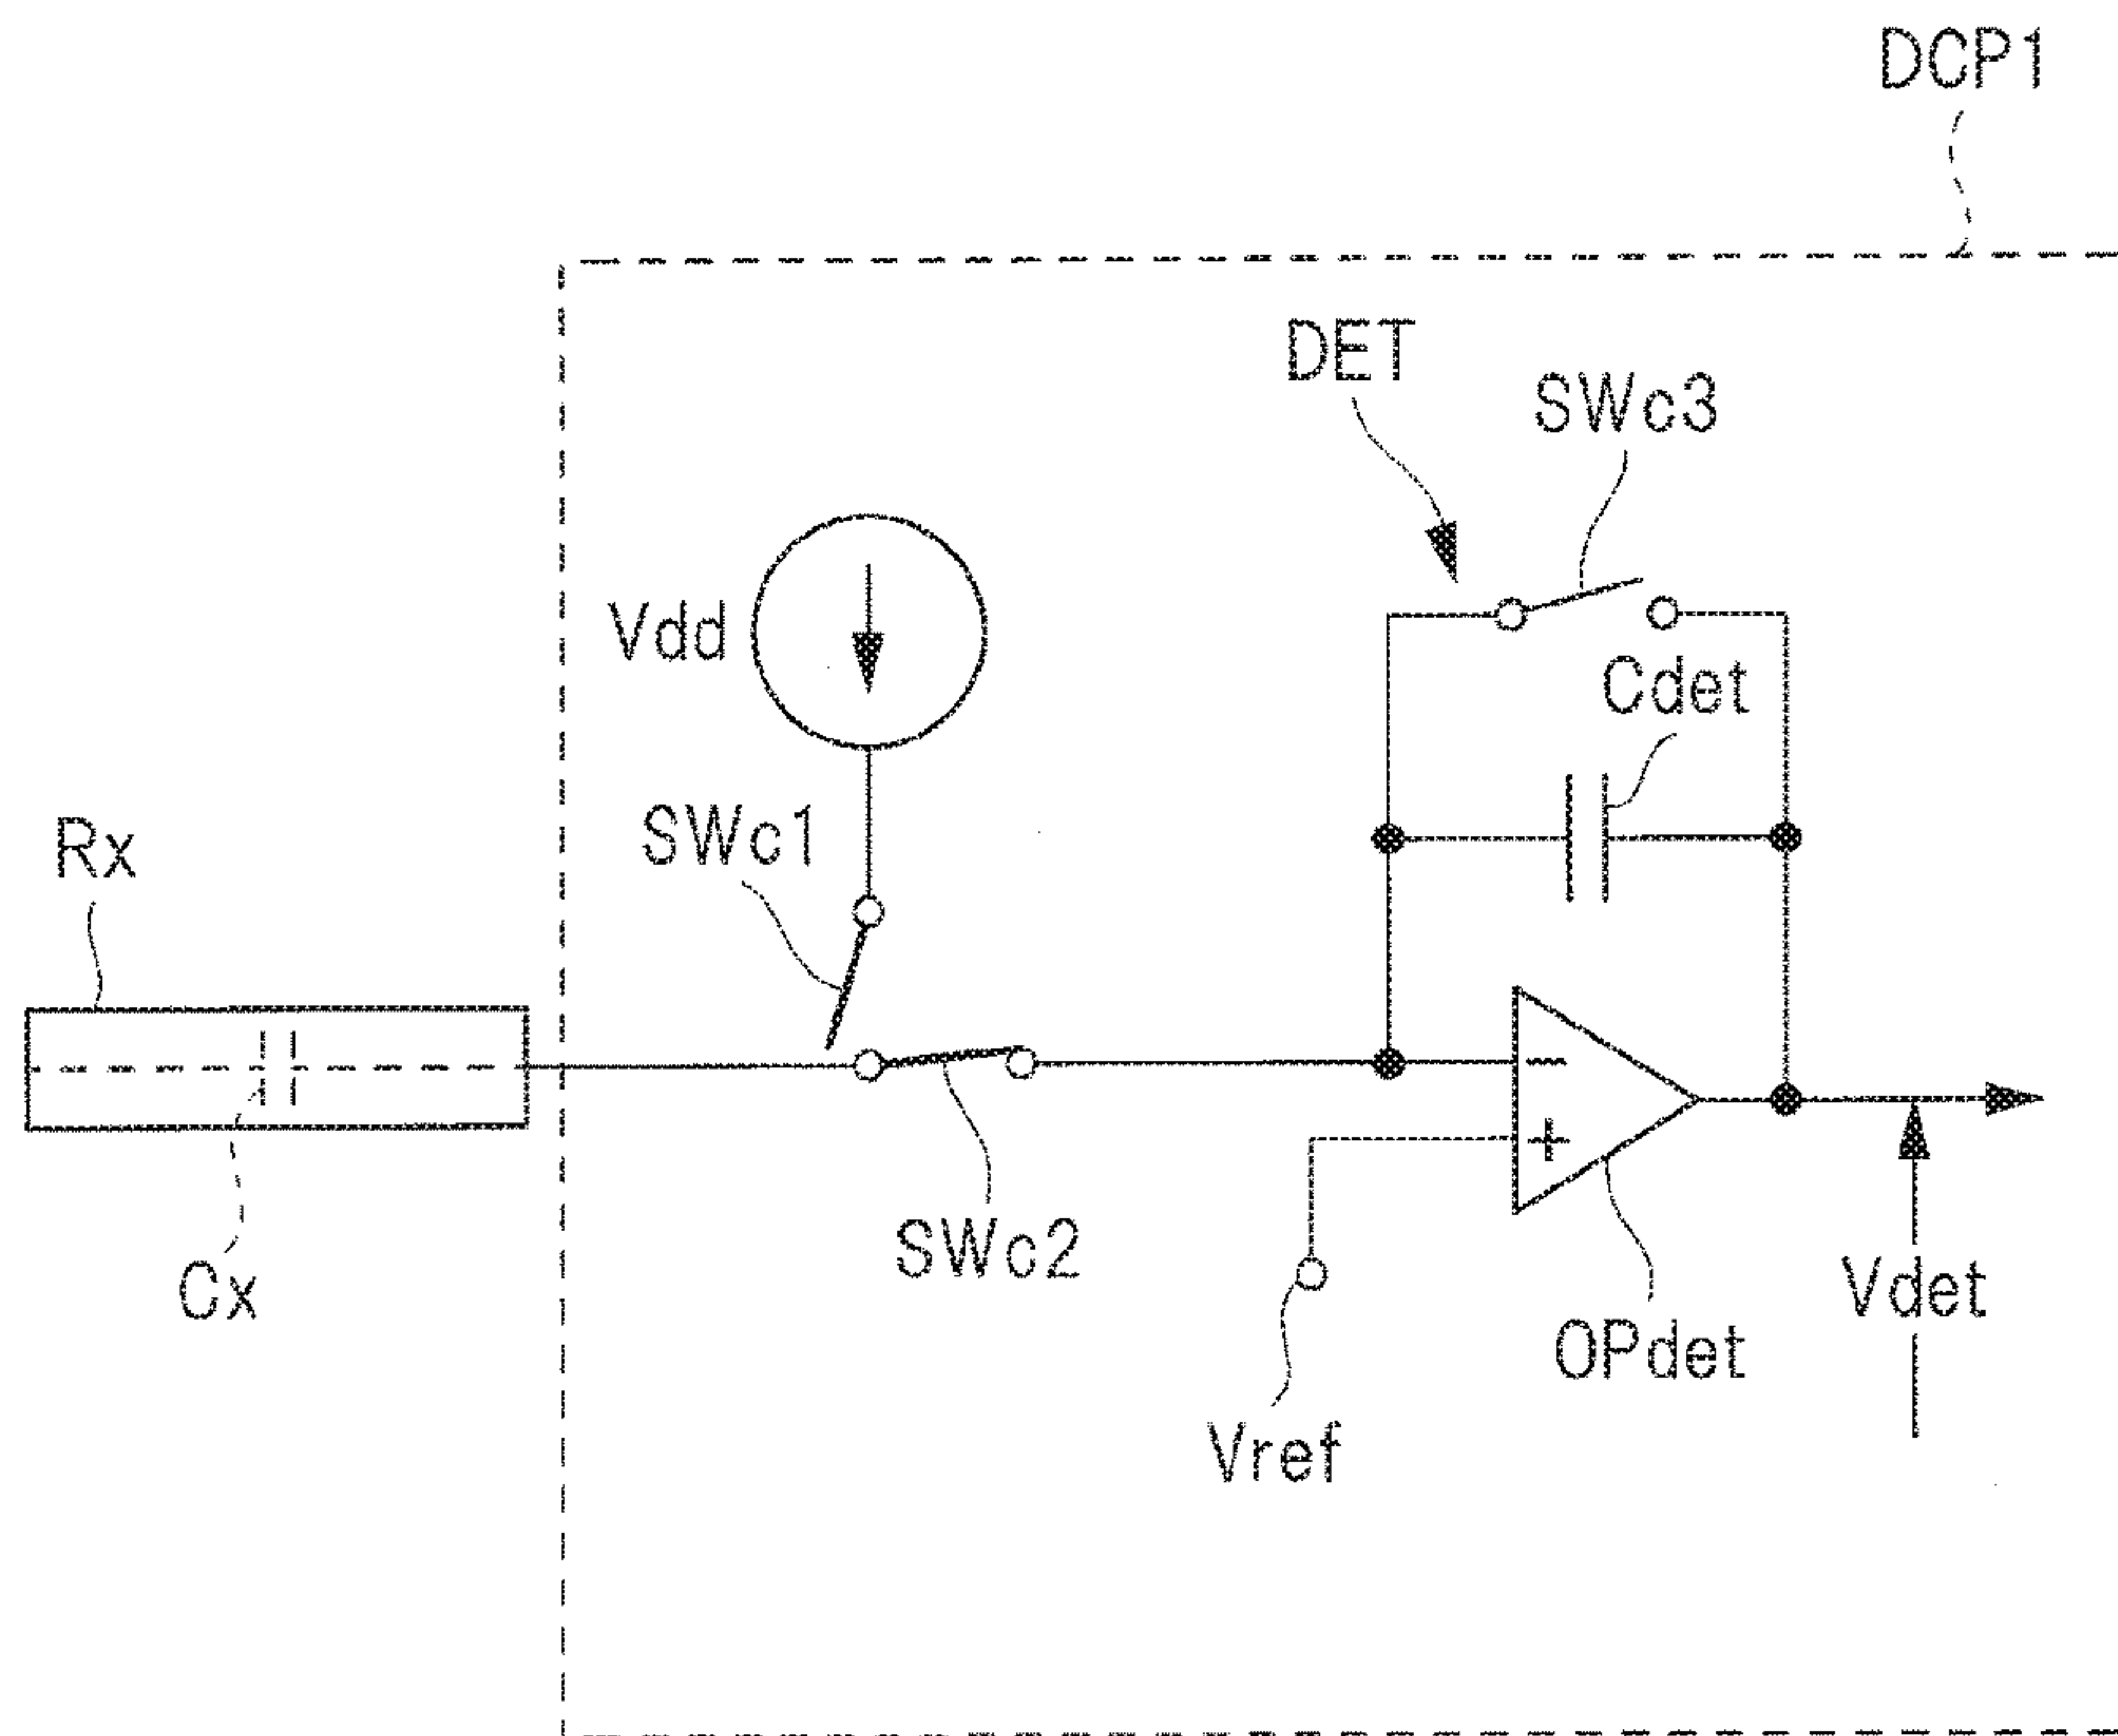 DCP1
DET
SWc3
Vdd
Cdet
SWc1
Rx
−
+
SWc2
Cx
Vdet
OPdet
Vref